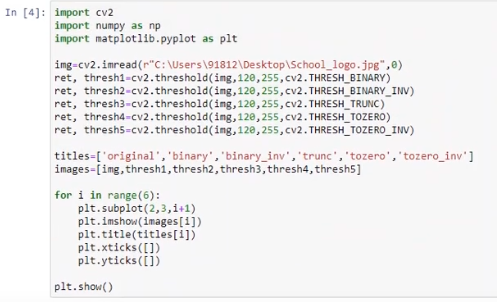 In [4]: import cv2
import numpy as np
import matplotlib.pyplot as plt
img=cv2.imread(r"C:\Users\91812\Desktop\School_logo.jpg",0)
ret, thresh1=cv2.threshold(img,120,255,cv2.THRESH_BINARY)
ret, thresh2=cv2.threshold(img,120,255,cv2.THRESH_BINARY_INV)
ret, thresh3=cv2.threshold(img,120,255,cv2.THRESH_TRUNC)
ret, thresh4=cv2.threshold(img,120,255,cv2.THRESH_TOZERO)
ret, thresh5=cv2.threshold(img,120,255,cv2.THRESH_TOZERO_INV)
titles=['original','binary','binary_inv','trunc','tozero','tozero_inv']
images=[img,thresh1,thresh2,thresh3,thresh4,thresh5]
for i in range(6):
    plt.subplot(2,3,i+1)
    plt.imshow(images[i])
    plt.title(titles[i])
    plt.xticks([])
    plt.yticks([])
plt.show()